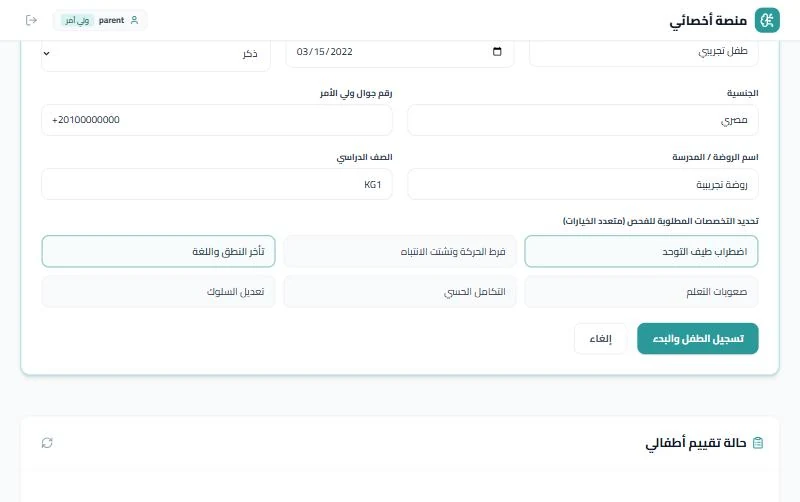 منصة أخصائي
parent
ولي أمر
طفل تجريبي
03/15/2022
ذكر
الجنسية
رقم جوال ولي الأمر
مصري
+20100000000
اسم الروضة / المدرسة
الصف الدراسي
روضة تجريبية
KG1
تحديد التخصصات المطلوبة للفحص (متعدد الخيارات)
اضطراب طيف التوحد
فرط الحركة وتشتت الانتباه
تأخر النطق واللغة
صعوبات التعلم
التكامل الحسي
تعديل السلوك
تسجيل الطفل والبدء
إلغاء
حالة تقييم أطفالي